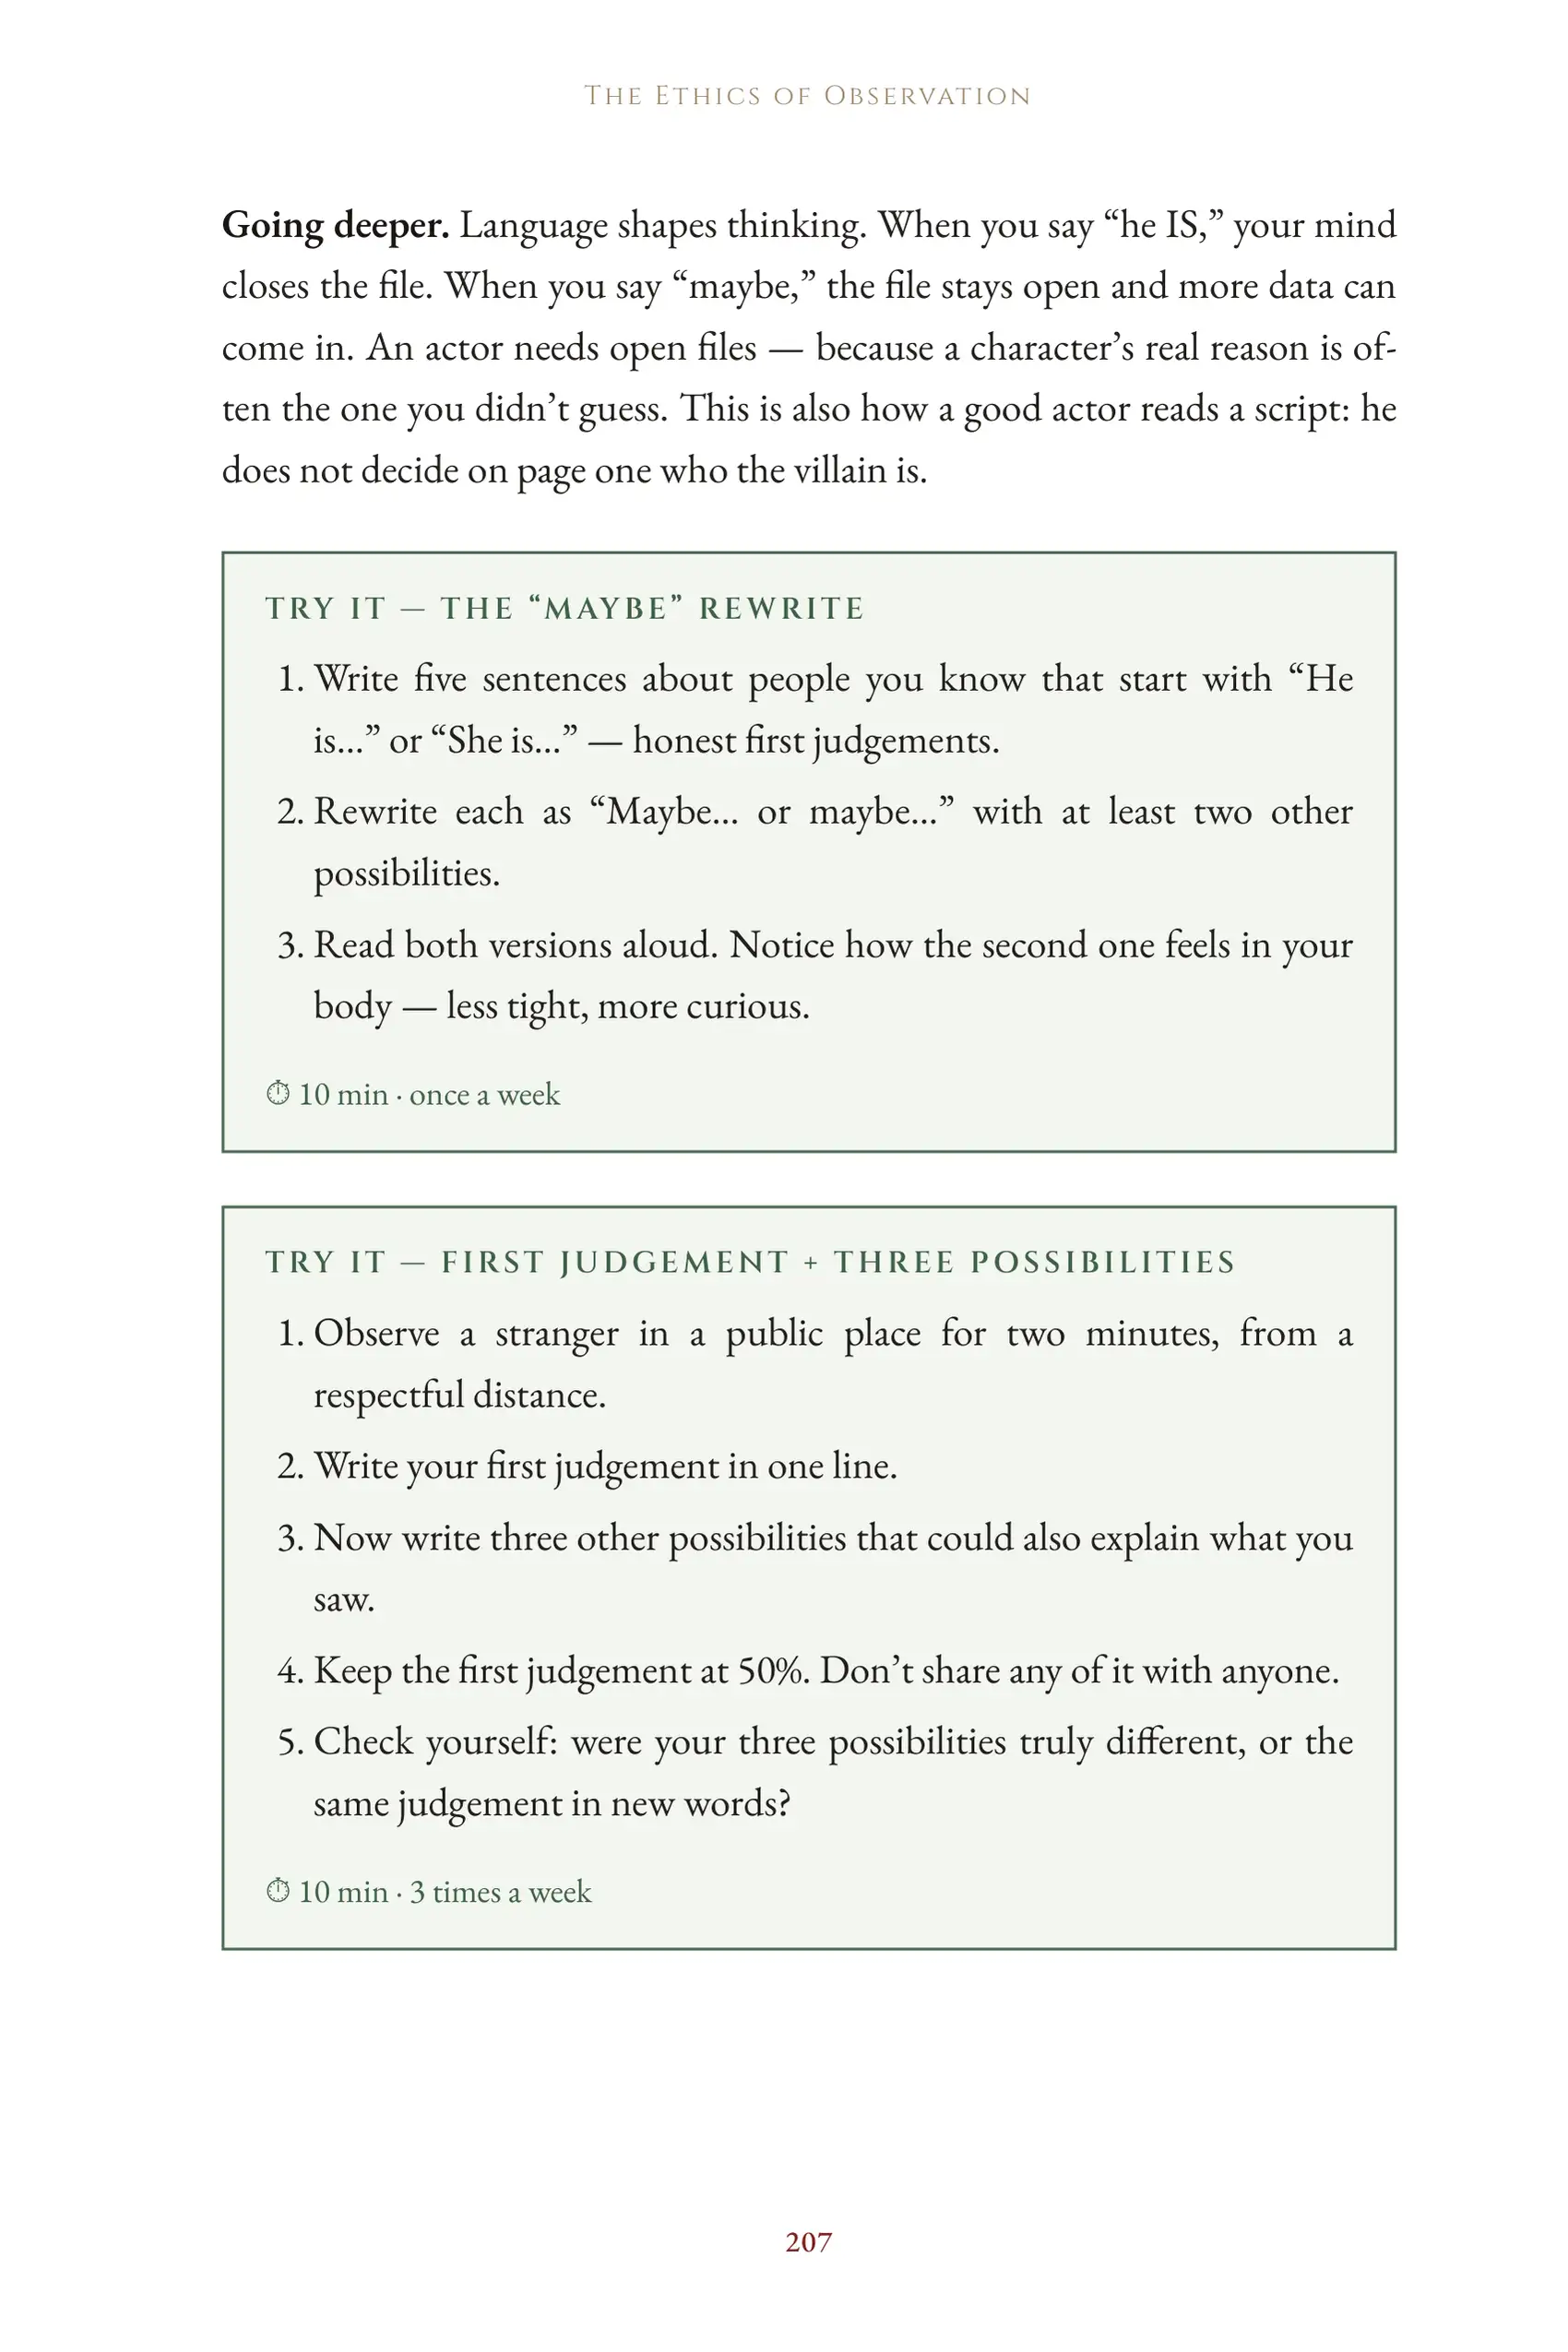 The Ethics of Observation
Going deeper. Language shapes thinking. When you say “he IS,” your mind
closes the file. When you say “maybe,” the file stays open and more data can
come in. An actor needs open files — because a character’s real reason is of-
ten the one you didn’t guess. This is also how a good actor reads a script: he
does not decide on page one who the villain is.
TRY IT — THE “MAYBE” REWRITE
1. Write five sentences about people you know that start with “He
is…” or “She is…” — honest first judgements.
2. Rewrite each as “Maybe… or maybe…” with at least two other
possibilities.
3. Read both versions aloud. Notice how the second one feels in your
body — less tight, more curious.
⏱ 10 min · once a week
TRY IT — FIRST JUDGEMENT + THREE POSSIBILITIES
1. Observe a stranger in a public place for two minutes, from a
respectful distance.
2. Write your first judgement in one line.
3. Now write three other possibilities that could also explain what you
saw.
4. Keep the first judgement at 50%. Don’t share any of it with anyone.
5. Check yourself: were your three possibilities truly different, or the
same judgement in new words?
⏱ 10 min · 3 times a week
207